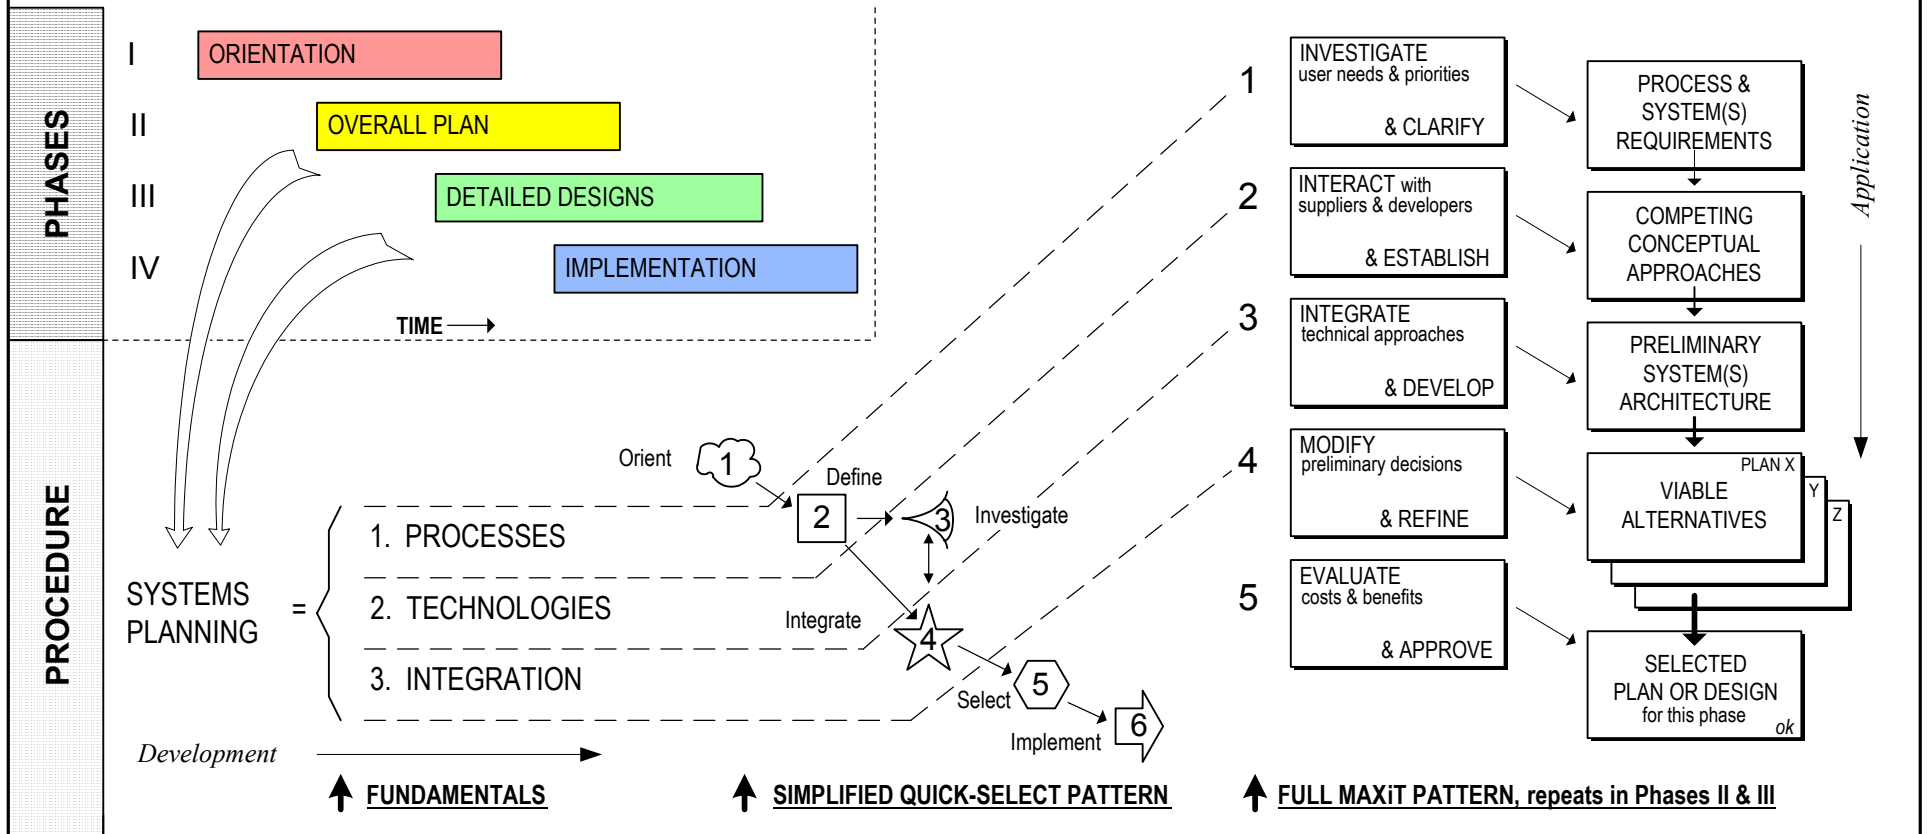 PHASES
I
ORIENTATION
II
OVERALL PLAN
III
DETAILED DESIGNS
IV
IMPLEMENTATION
TIME
PROCEDURE
SYSTEMS
PLANNING
=
1. PROCESSES
2. TECHNOLOGIES
3. INTEGRATION
Development
FUNDAMENTALS
Orient
1
Define
2
3
Investigate
Integrate
4
Select
5
Implement
6
SIMPLIFIED QUICK-SELECT PATTERN
1
INVESTIGATE
user needs & priorities
& CLARIFY
PROCESS &
SYSTEM(S)
REQUIREMENTS
2
INTERACT with
suppliers & developers
& ESTABLISH
COMPETING
CONCEPTUAL
APPROACHES
3
INTEGRATE
technical approaches
& DEVELOP
PRELIMINARY
SYSTEM(S)
ARCHITECTURE
4
MODIFY
preliminary decisions
& REFINE
PLAN X
Y
Z
VIABLE
ALTERNATIVES
5
EVALUATE
costs & benefits
& APPROVE
SELECTED
PLAN OR DESIGN
for this phase
ok
Application
FULL MAXiT PATTERN, repeats in Phases II & III